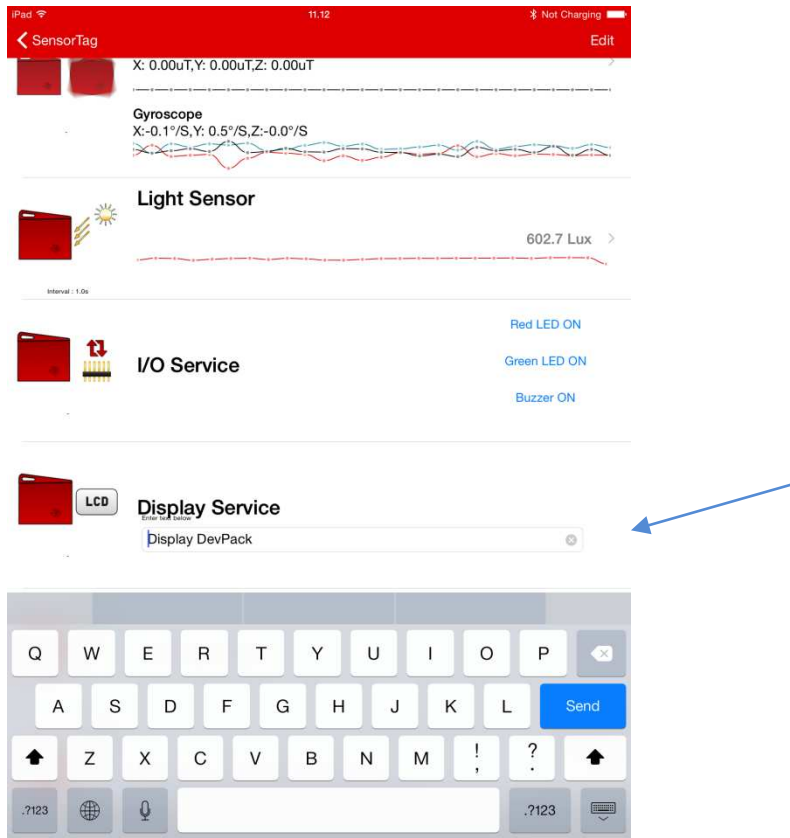 iPad 11.12 Not Charging
SensorTag Edit
X: 0.00uT,Y: 0.00uT,Z: 0.00uT
Gyroscope
X:-0.1°/S,Y: 0.5°/S,Z:-0.0°/S
Light Sensor
602.7 Lux
Interval : 1.0s
Red LED ON
I/O Service
Green LED ON
Buzzer ON
LCD
Display Service
Enter text below
Display DevPack
Q W E R T Y U I O P
A S D F G H J K L Send
Z X C V B N M ! , ? .
.?123 .?123